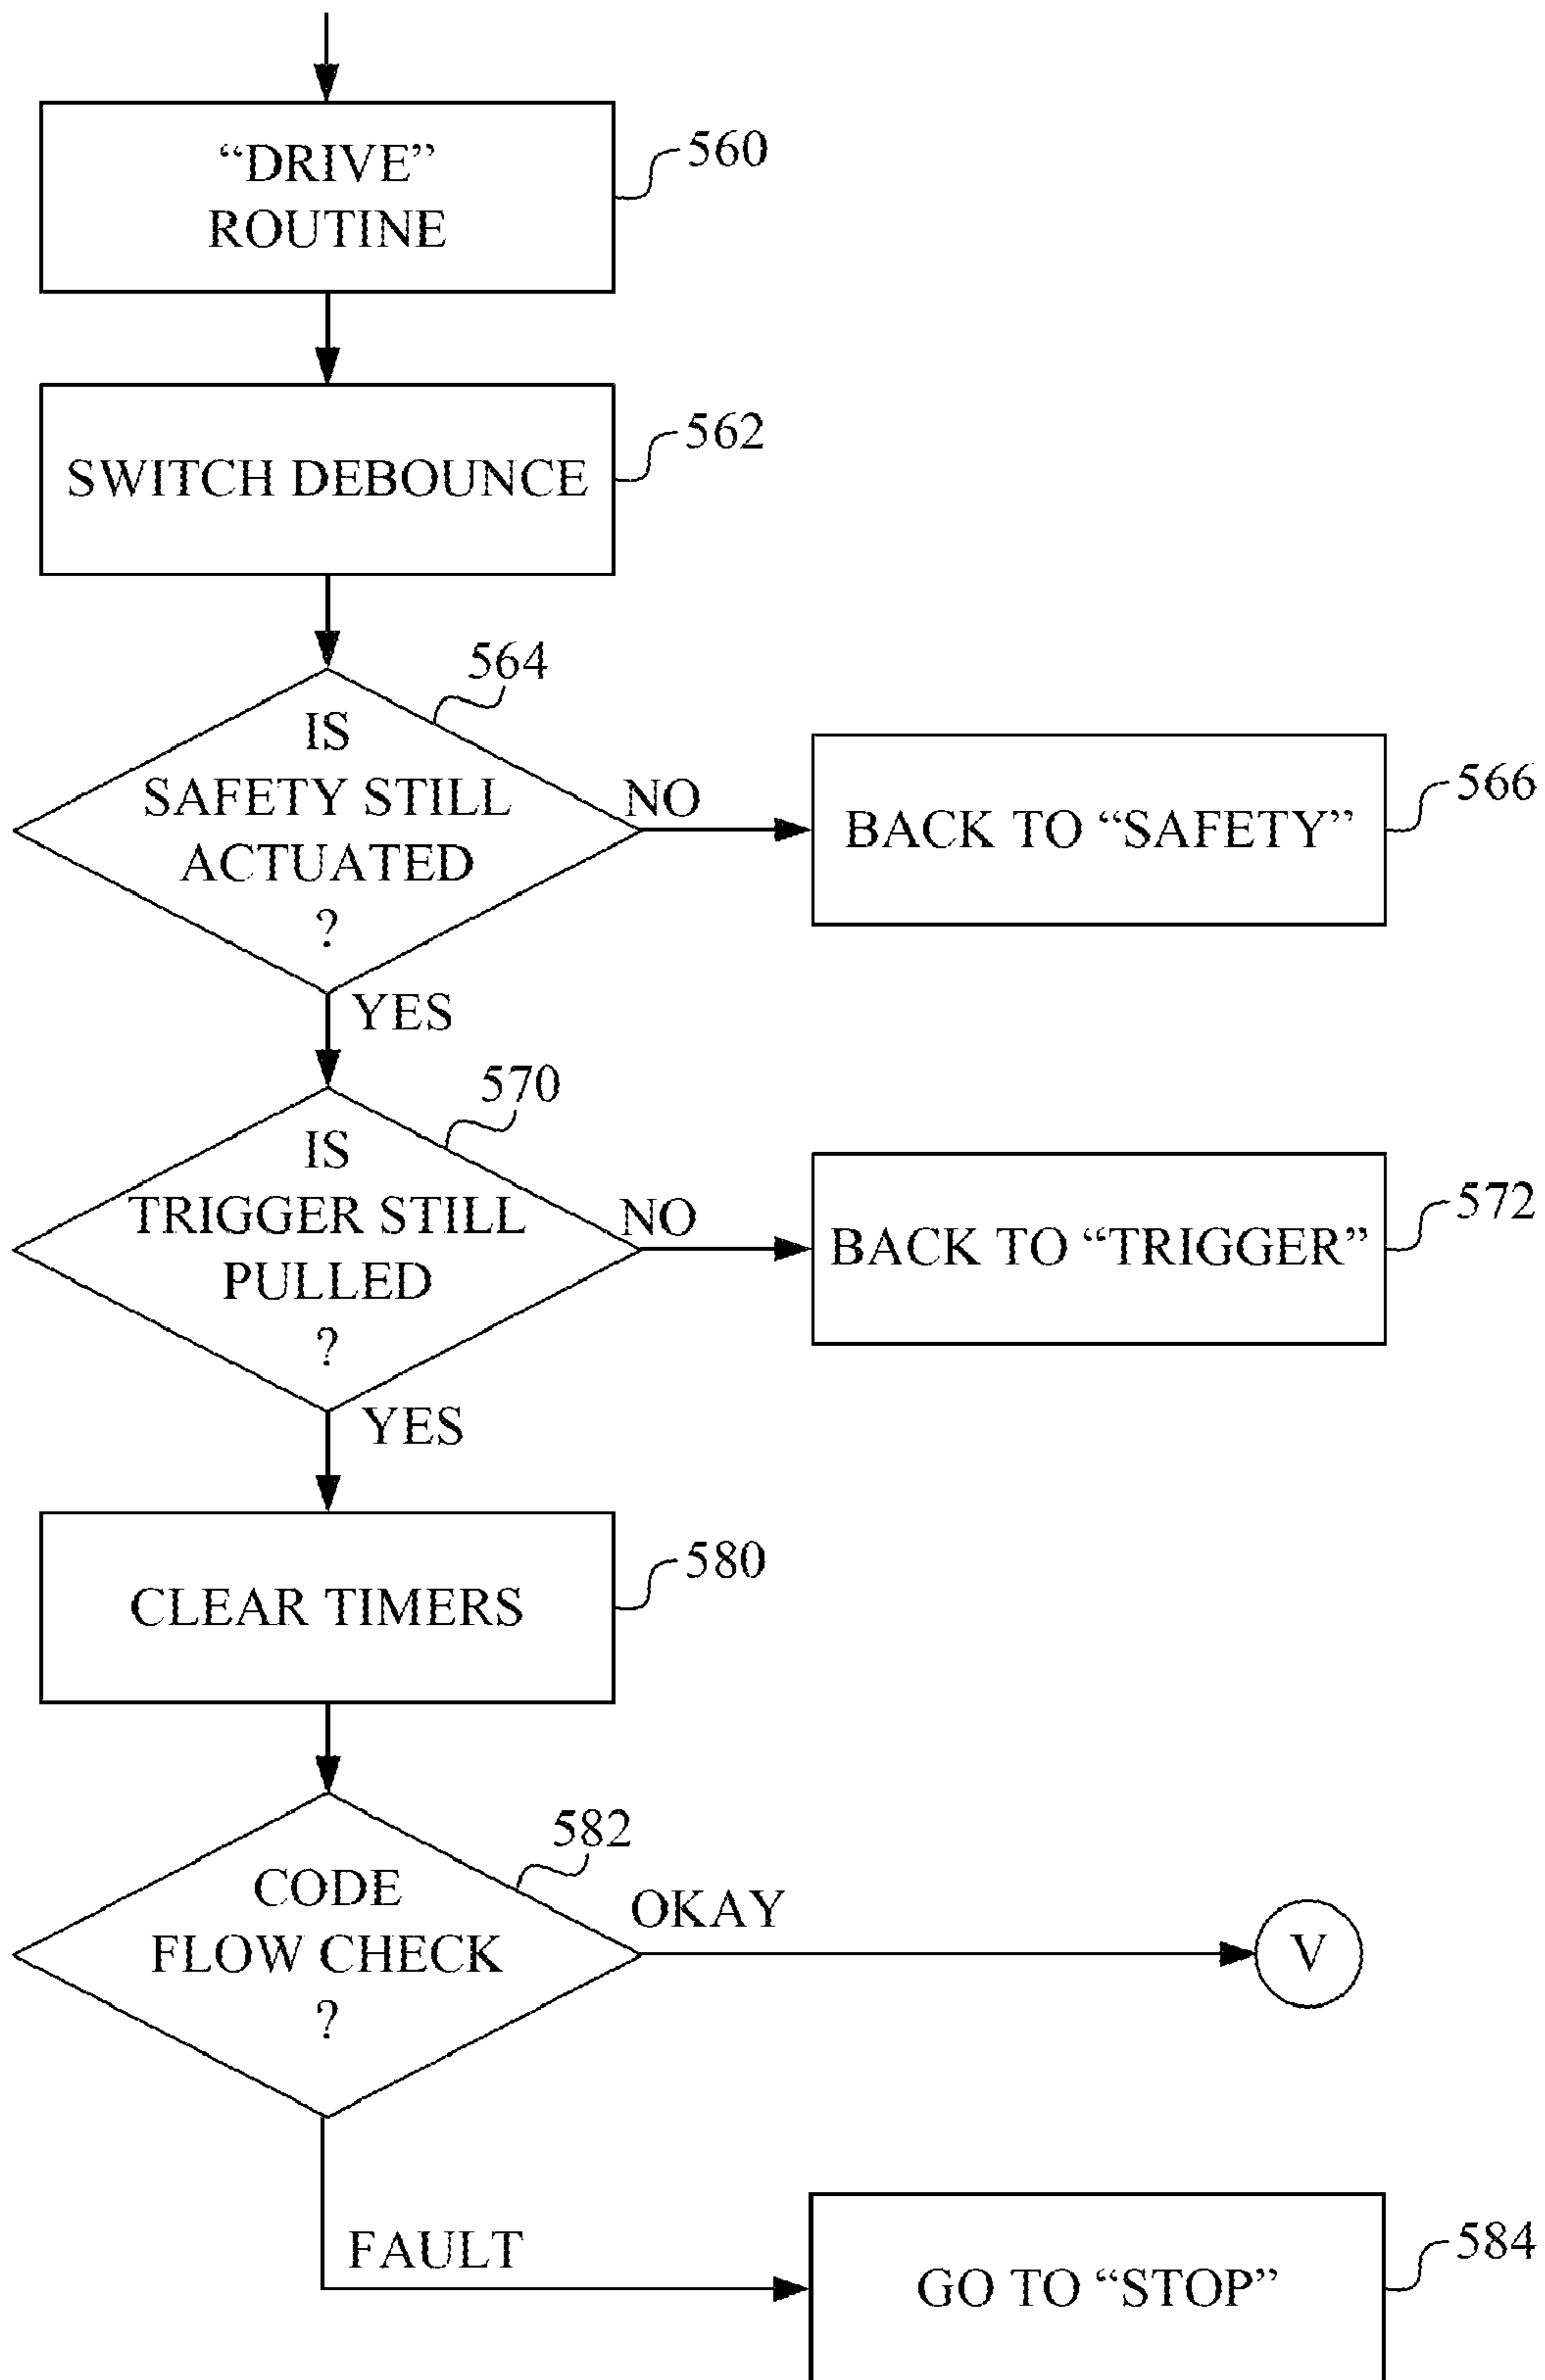 “DRIVE”
ROUTINE
560
SWITCH DEBOUNCE
562
564
IS
SAFETY STILL
ACTUATED
?
NO
BACK TO “SAFETY”
566
YES
570
IS
TRIGGER STILL
PULLED
?
NO
BACK TO “TRIGGER”
572
YES
CLEAR TIMERS
580
582
CODE
FLOW CHECK
?
OKAY
V
FAULT
GO TO “STOP”
584